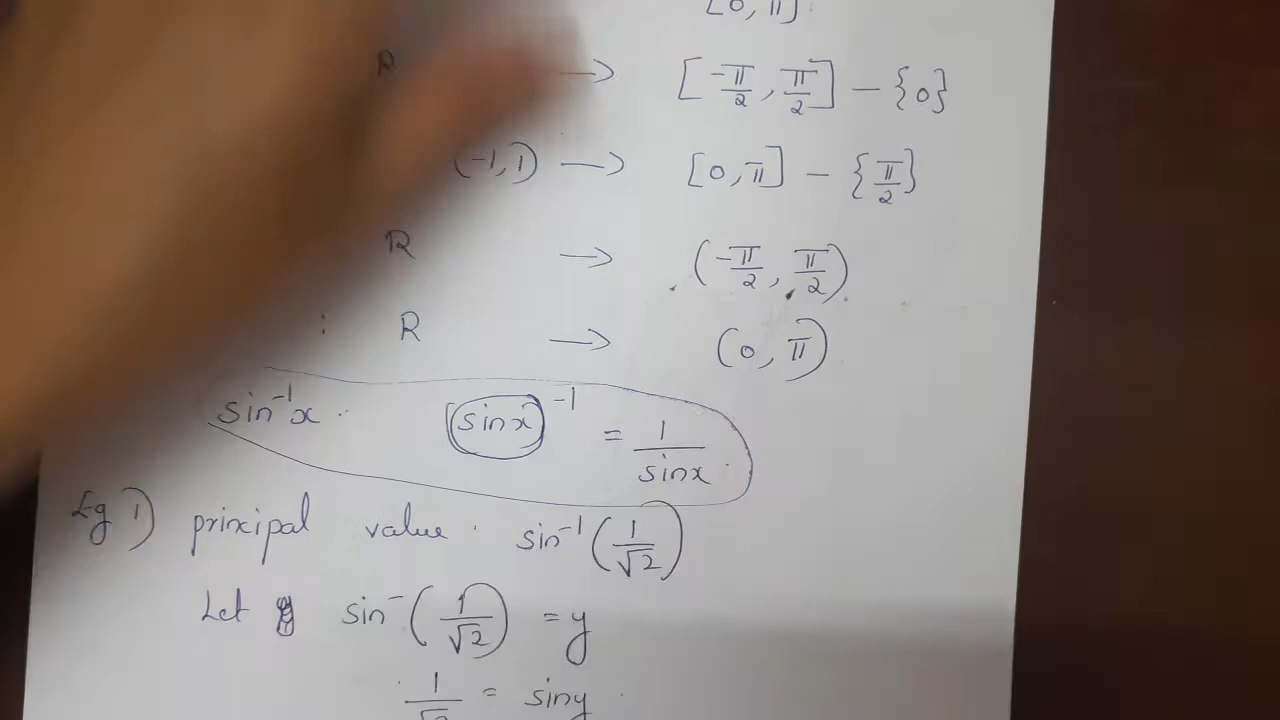 [0, π]
R → [-π/2, π/2] - {0}
(-1, 1) → [0, π] - {π/2}
R → (-π/2, π/2)
: R → (0, π)
sin⁻¹x (sinx)⁻¹ = 1/sinx
Eg 1) principal value sin⁻¹(1/√2)
Let sin⁻(1/√2) = y
1/√2 = siny